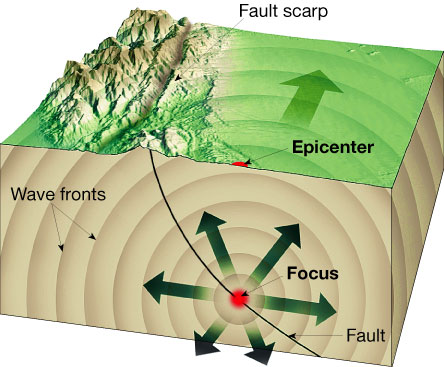 Fault scarp
Epicenter
Wave fronts
Focus
Fault